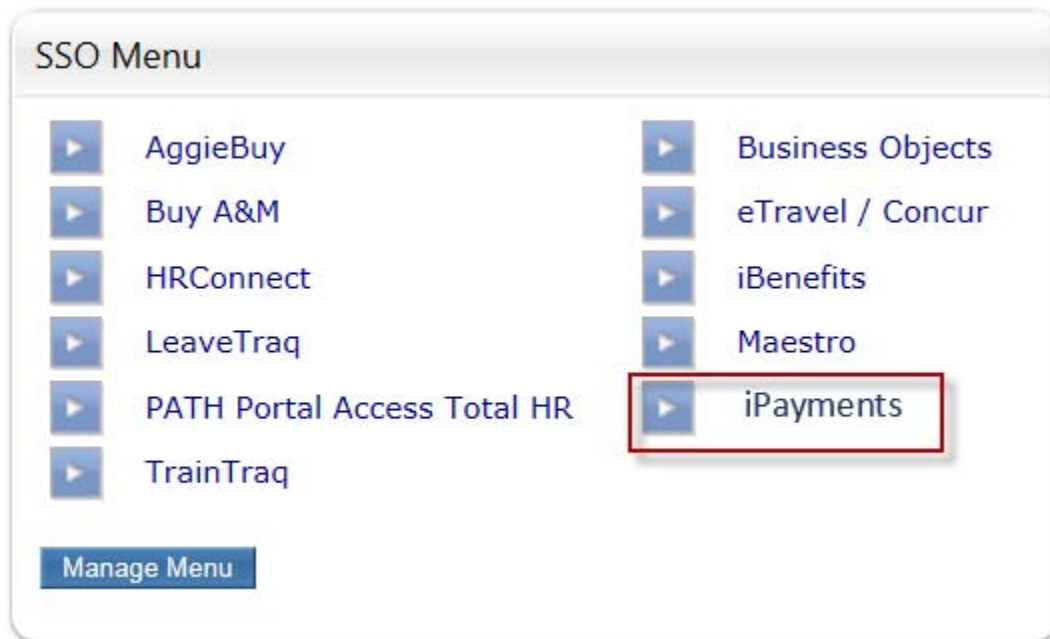 SSO Menu
AggieBuy
Buy A&M
HRConnect
LeaveTraq
PATH Portal Access Total HR
TrainTraq
Business Objects
eTravel / Concur
iBenefits
Maestro
iPayments
Manage Menu